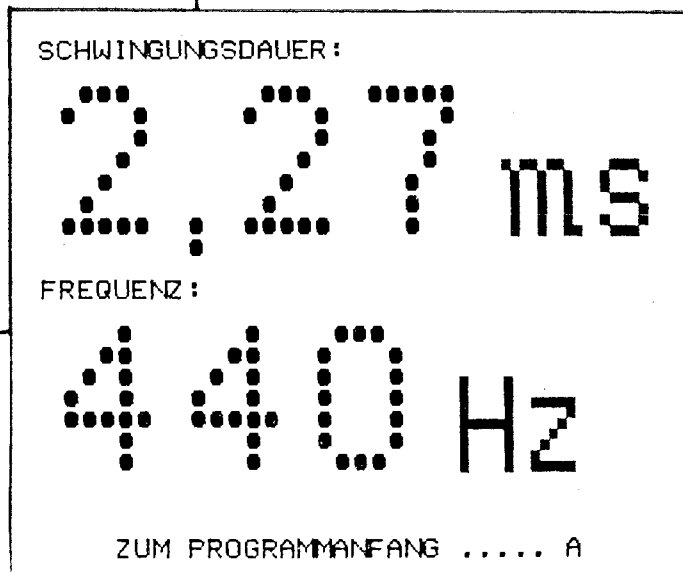 SCHWINGUNGSDAUER:
2,27 ms
FREQUENZ:
440 Hz
ZUM PROGRAMMANFANG ..... A